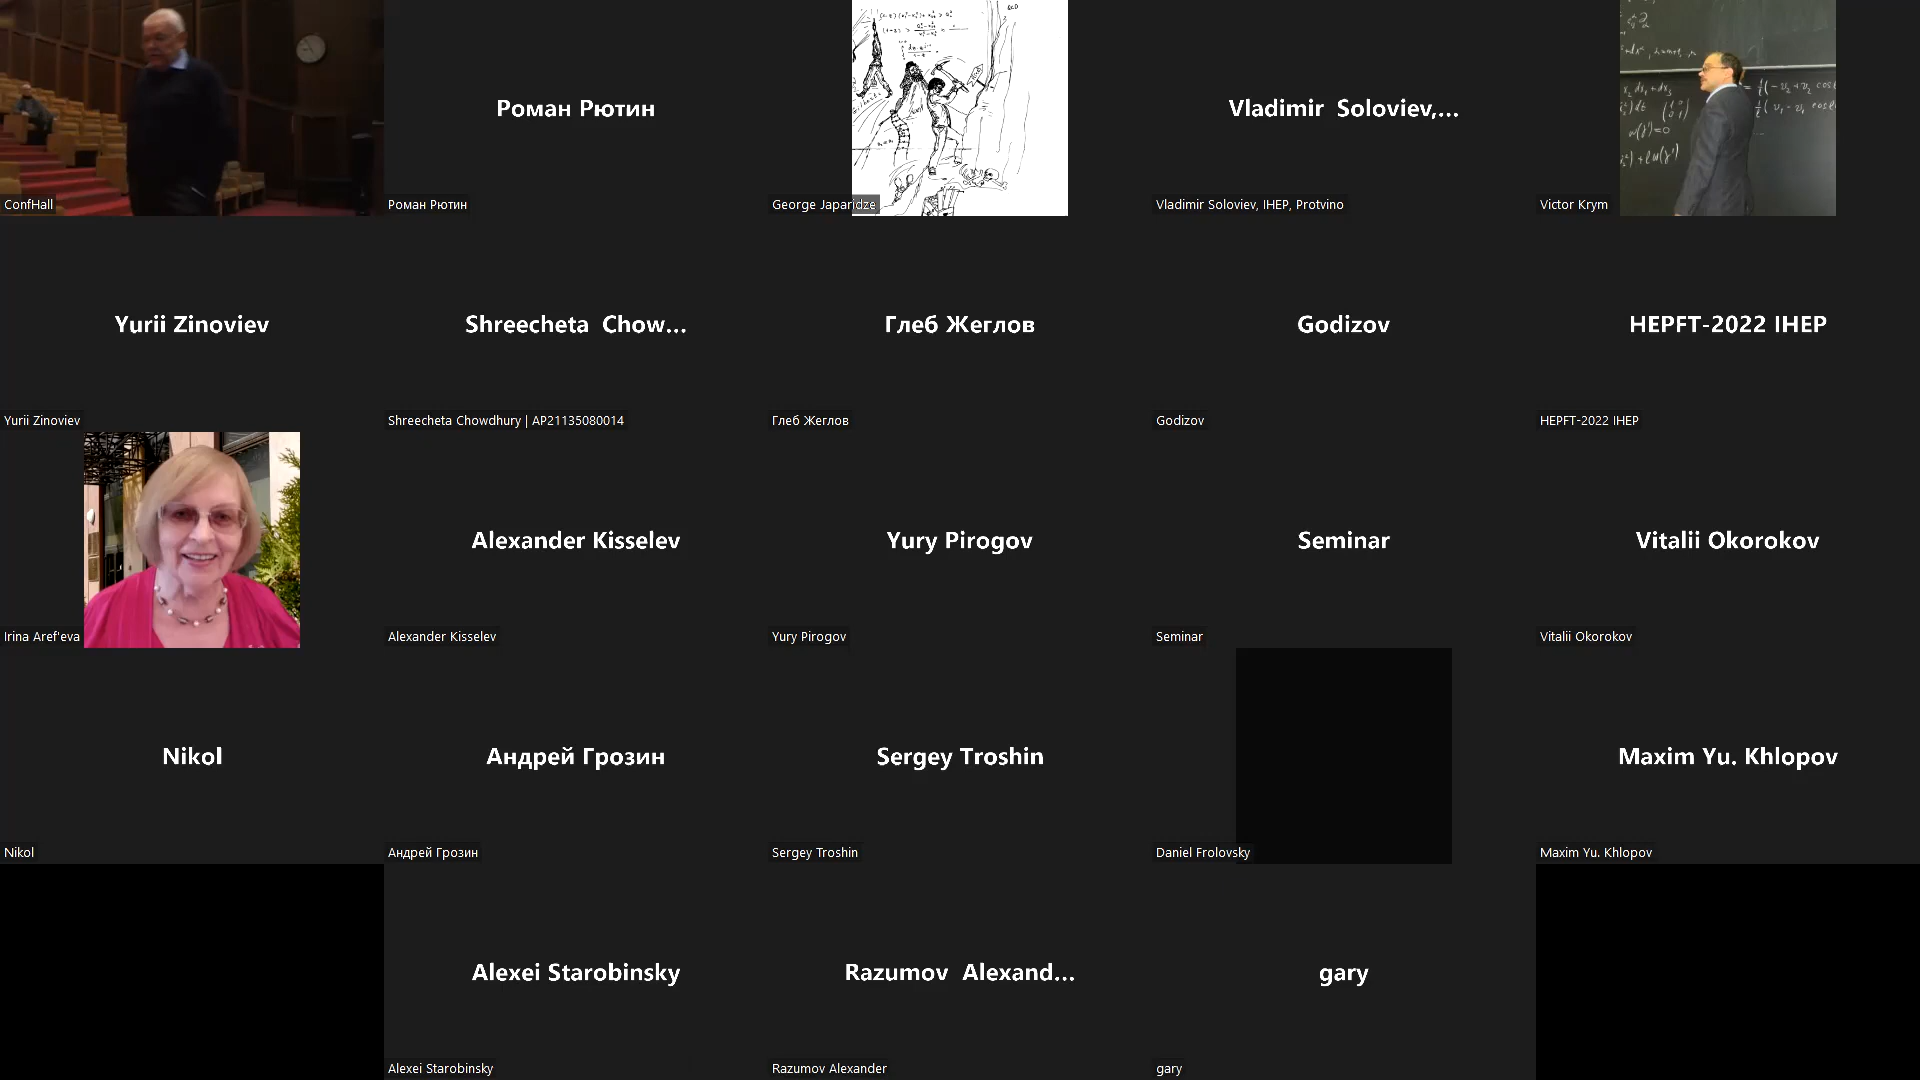 ConfHall
Роман Рютин
Роман Рютин
QCD
George Japaridze
Vladimir Soloviev,...
Vladimir Soloviev, IHEP, Protvino
Victor Krym
Yurii Zinoviev
Yurii Zinoviev
Shreecheta Chow...
Shreecheta Chowdhury | AP21135080014
Глеб Жеглов
Глеб Жеглов
Godizov
Godizov
HEPFT-2022 IHEP
HEPFT-2022 IHEP
Irina Aref'eva
Alexander Kisselev
Alexander Kisselev
Yury Pirogov
Yury Pirogov
Seminar
Seminar
Vitalii Okorokov
Vitalii Okorokov
Nikol
Nikol
Андрей Грозин
Андрей Грозин
Sergey Troshin
Sergey Troshin
Daniel Frolovsky
Maxim Yu. Khlopov
Maxim Yu. Khlopov
Alexei Starobinsky
Alexei Starobinsky
Razumov Alexand...
Razumov Alexander
gary
gary